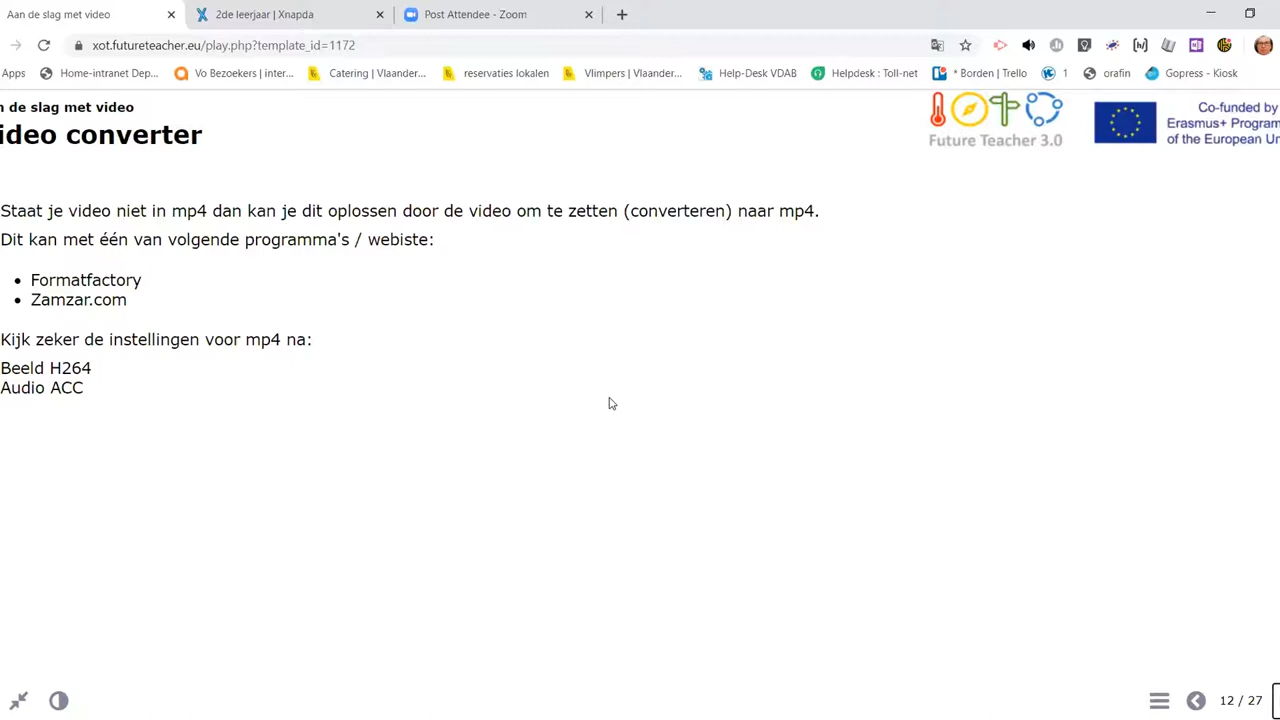 Aan de slag met video
2de leerjaar | Xnapda
Post Attendee - Zoom
xot.futureteacher.eu/play.php?template_id=1172
Apps
Home-intranet Dep...
Vo Bezoekers | inter...
Catering | Vlaander...
reservaties lokalen
Vlimpers | Vlaander...
Help-Desk VDAB
Helpdesk : Toll-net
* Borden | Trello
1
orafin
Gopress - Kiosk
n de slag met video
ideo converter
Future Teacher 3.0
Co-funded by
Erasmus+ Program
of the European Un
Staat je video niet in mp4 dan kan je dit oplossen door de video om te zetten (converteren) naar mp4.
Dit kan met één van volgende programma's / webiste:
• Formatfactory
• Zamzar.com
Kijk zeker de instellingen voor mp4 na:
Beeld H264
Audio ACC
12 / 27